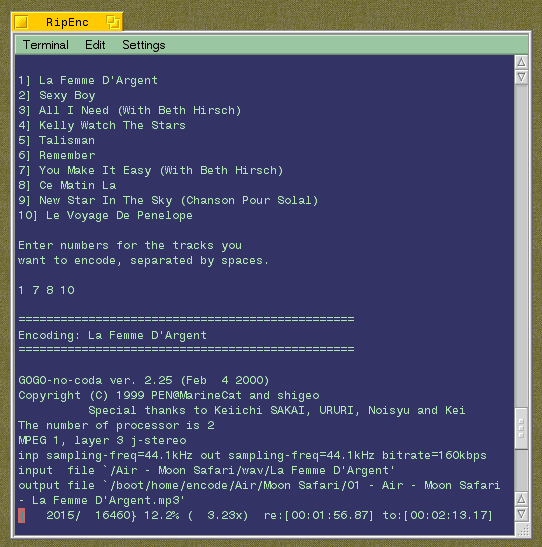 RipEnc
Terminal Edit Settings
1] La Femme D'Argent
2] Sexy Boy
3] All I Need (With Beth Hirsch)
4] Kelly Watch The Stars
5] Talisman
6] Remember
7] You Make It Easy (With Beth Hirsch)
8] Ce Matin La
9] New Star In The Sky (Chanson Pour Solal)
10] Le Voyage De Penelope
Enter numbers for the tracks you
want to encode, separated by spaces.
1 7 8 10
================================================
Encoding: La Femme D'Argent
================================================
GOGO-no-coda ver. 2.25 (Feb  4 2000)
Copyright (C) 1999 PEN@MarineCat and shigeo
Special thanks to Keiichi SAKAI, URURI, Noisyu and Kei
The number of processor is 2
MPEG 1, layer 3 j-stereo
inp sampling-freq=44.1kHz out sampling-freq=44.1kHz bitrate=160kbps
input  file `/Air - Moon Safari/wav/La Femme D'Argent'
output file `/boot/home/encode/Air/Moon Safari/01 - Air - Moon Safari
- La Femme D'Argent.mp3'
2015/  16460} 12.2% (  3.23x)  re:[00:01:56.87] to:[00:02:13.17]